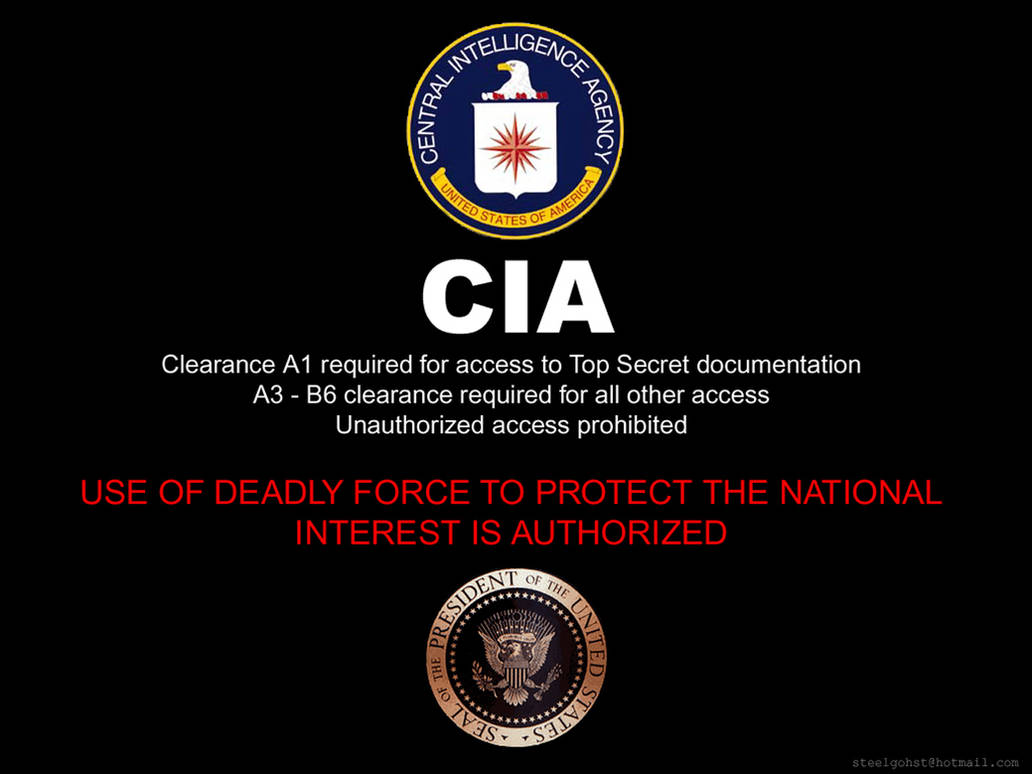 CENTRAL INTELLIGENCE AGENCY
UNITED STATES OF AMERICA
CIA
Clearance A1 required for access to Top Secret documentation
A3 - B6 clearance required for all other access
Unauthorized access prohibited
USE OF DEADLY FORCE TO PROTECT THE NATIONAL
INTEREST IS AUTHORIZED
SEAL OF THE PRESIDENT OF THE UNITED STATES
steelgohst@hotmail.com